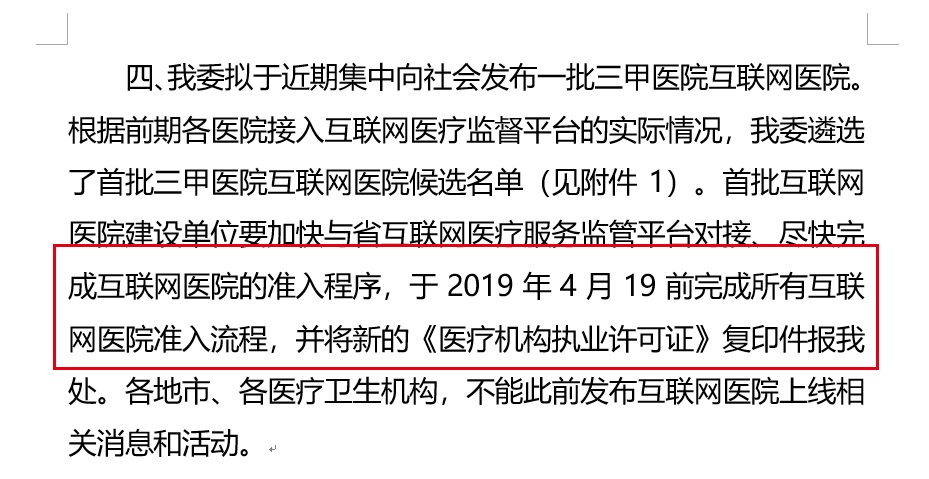 四、我委拟于近期集中向社会发布一批三甲医院互联网医院。
根据前期各医院接入互联网医疗监督平台的实际情况，我委遴选
了首批三甲医院互联网医院候选名单（见附件 1）。首批互联网
医院建设单位要加快与省互联网医疗服务监管平台对接、尽快完
成互联网医院的准入程序，于 2019 年 4 月 19 前完成所有互联
网医院准入流程，并将新的《医疗机构执业许可证》复印件报我
处。各地市、各医疗卫生机构，不能此前发布互联网医院上线相
关消息和活动。